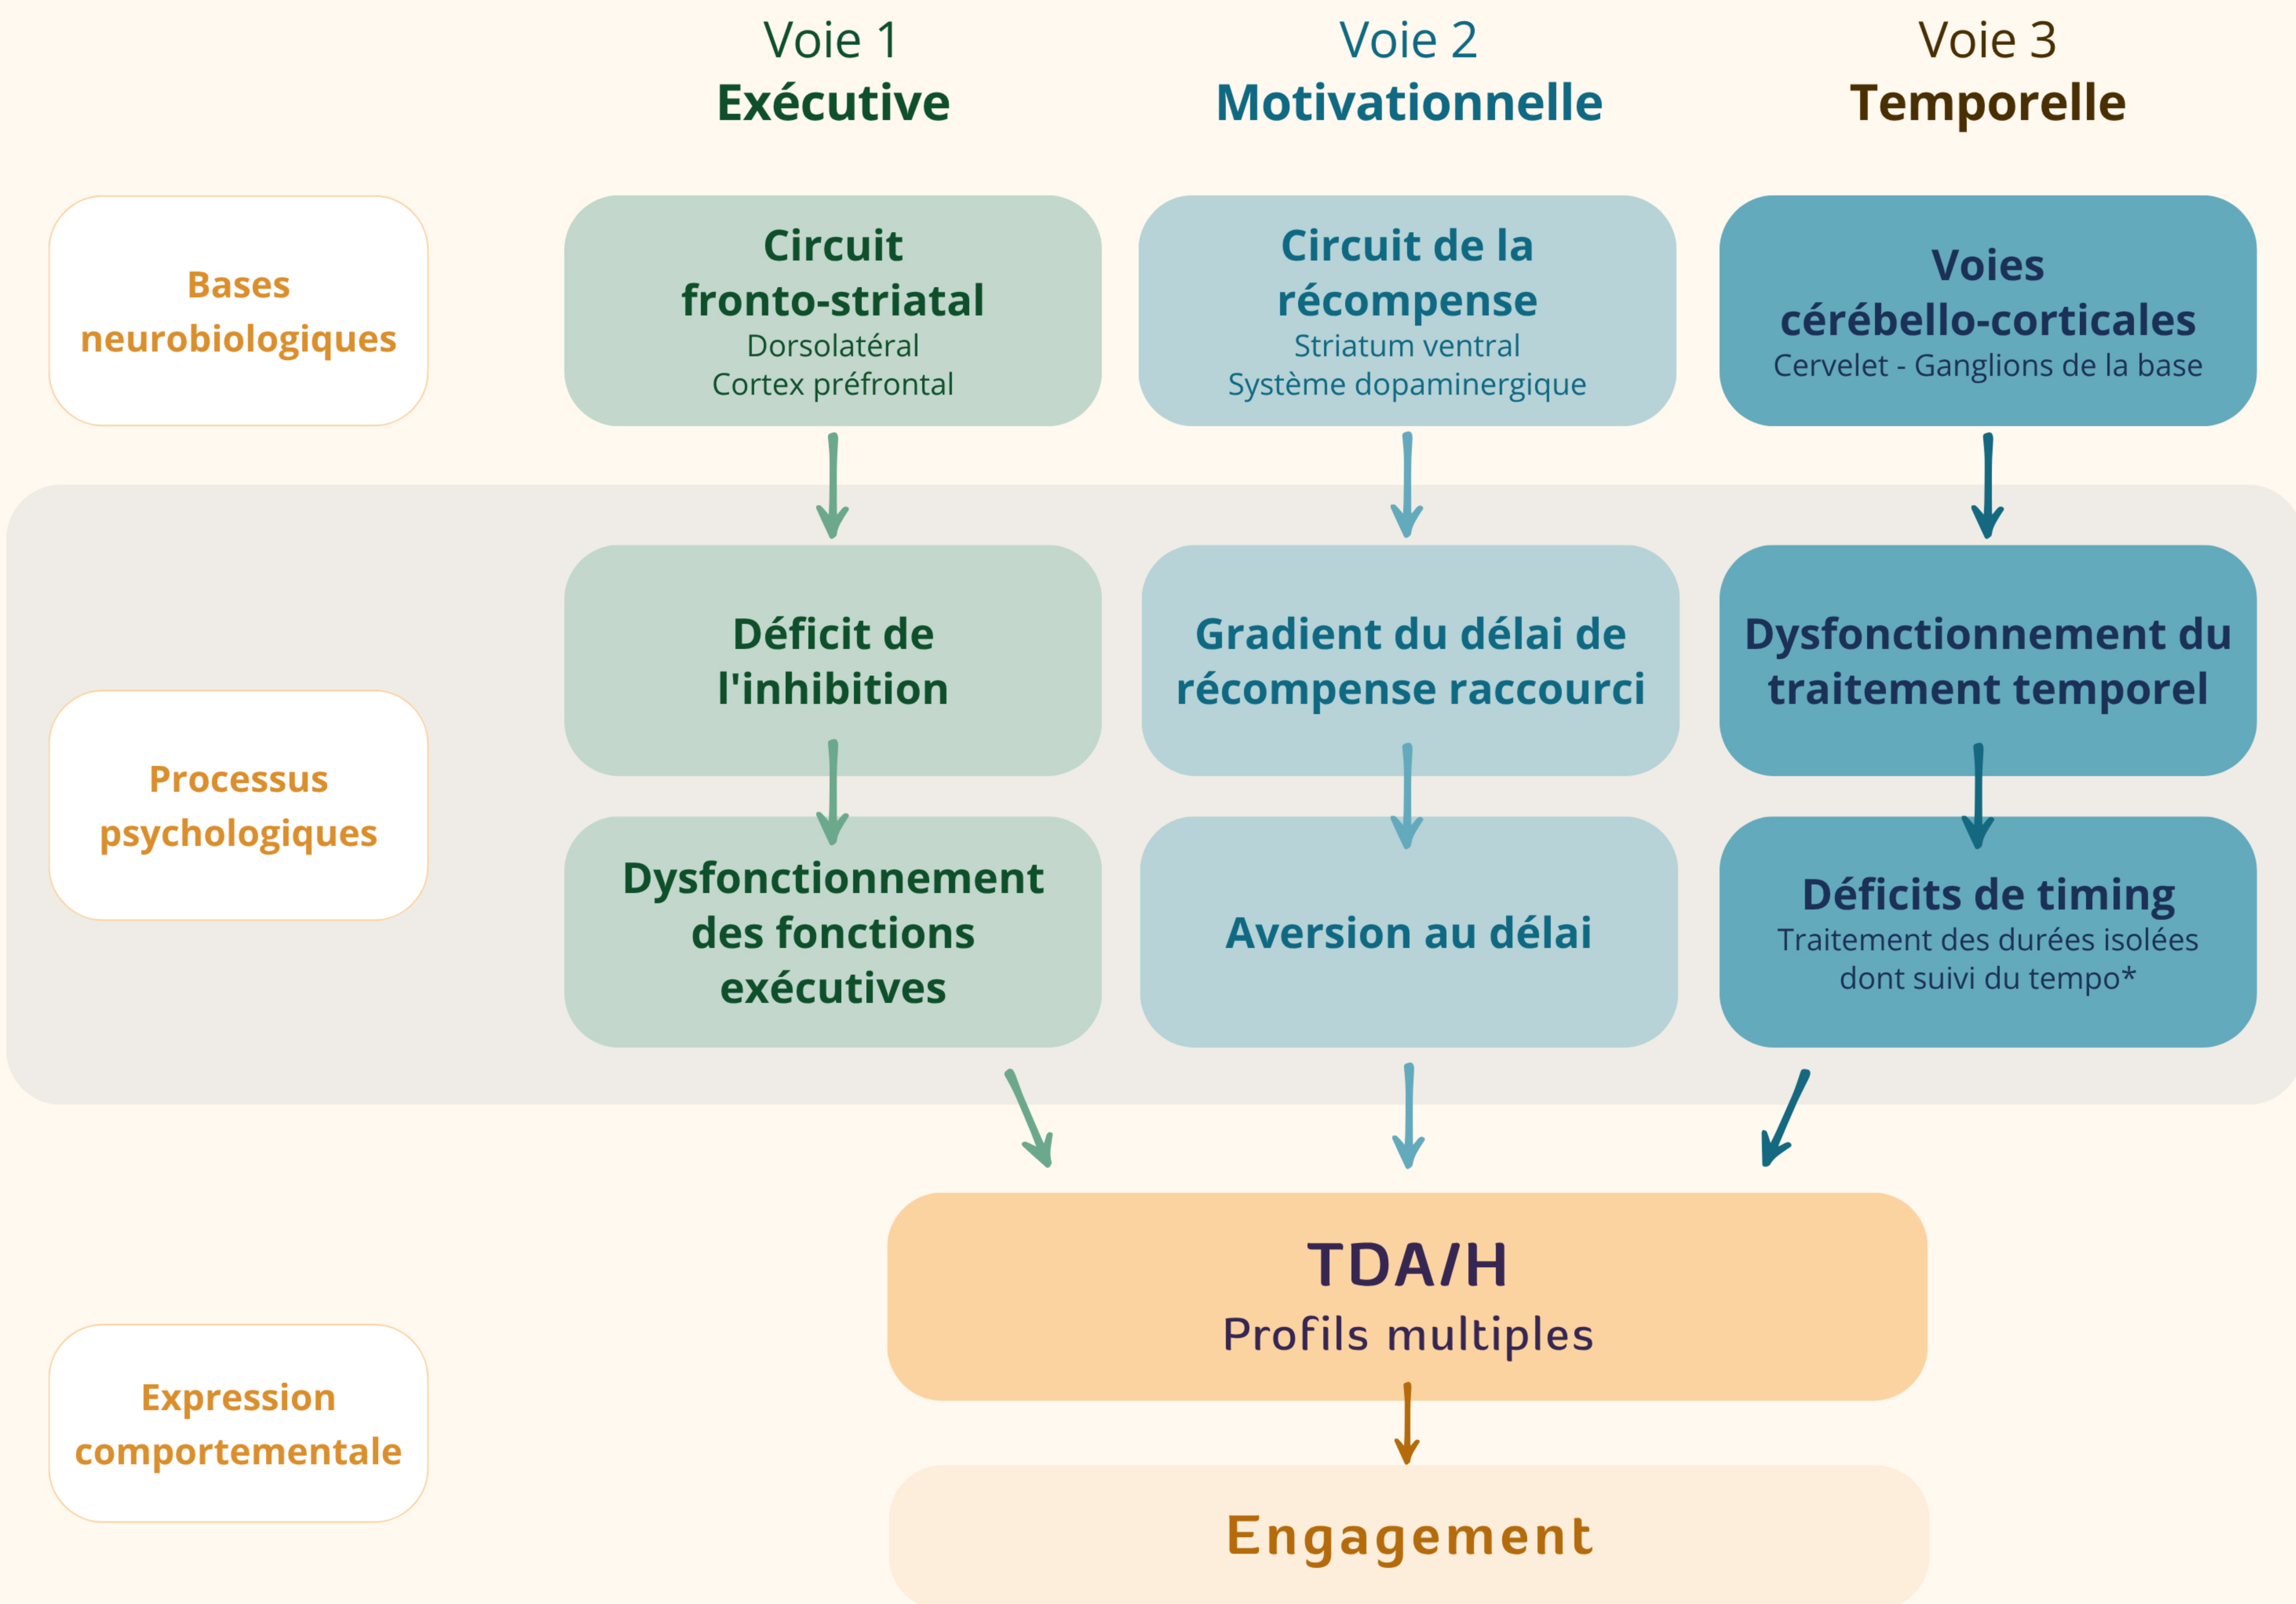 Voie 1
Exécutive
Voie 2
Motivationnelle
Voie 3
Temporelle
Bases
neurobiologiques
Circuit
fronto-striatal
Dorsolatéral
Cortex préfrontal
Circuit de la
récompense
Striatum ventral
Système dopaminergique
Voies
cérébello-corticales
Cervelet - Ganglions de la base
Processus
psychologiques
Déficit de
l'inhibition
Gradient du délai de
récompense raccourci
Dysfonctionnement du
traitement temporel
Dysfonctionnement
des fonctions
exécutives
Aversion au délai
Déficits de timing
Traitement des durées isolées
dont suivi du tempo*
Expression
comportementale
TDA/H
Profils multiples
Engagement